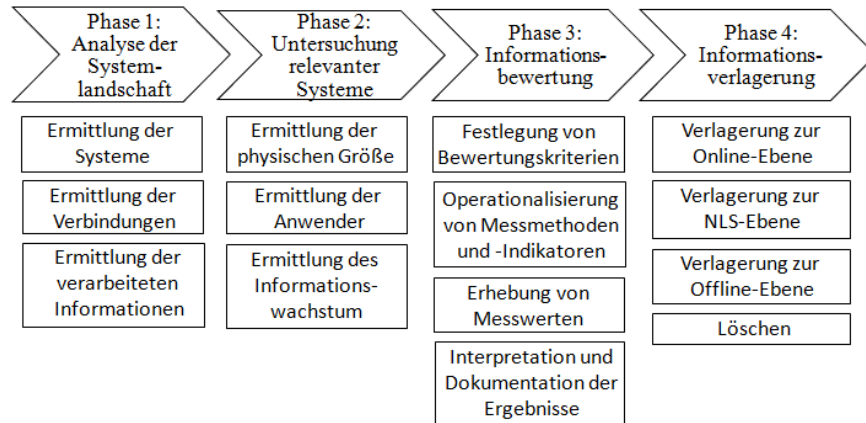 Phase 1:
Analyse der
System-
landschaft
Ermittlung der
Systeme
Ermittlung der
Verbindungen
Ermittlung der
verarbeiteten
Informationen
Phase 2:
Untersuchung
relevanter
Systeme
Ermittlung der
physischen Größe
Ermittlung der
Anwender
Ermittlung des
Informations-
wachstum
Phase 3:
Informations-
bewertung
Festlegung von
Bewertungskriterien
Operationalisierung
von Messmethoden
und -Indikatoren
Erhebung von
Messwerten
Interpretation und
Dokumentation der
Ergebnisse
Phase 4:
Informations-
verlagerung
Verlagerung zur
Online-Ebene
Verlagerung zur
NLS-Ebene
Verlagerung zur
Offline-Ebene
Löschen